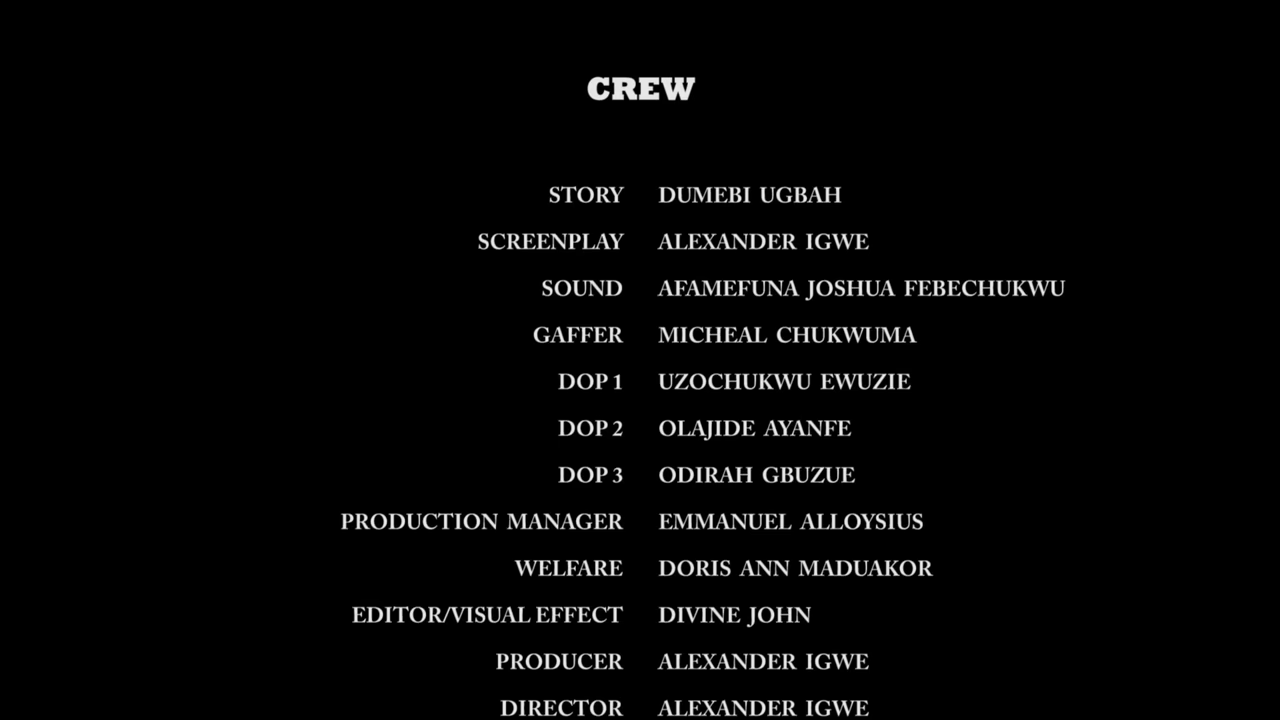 CREW
STORY DUMEBI UGBAH
SCREENPLAY ALEXANDER IGWE
SOUND AFAMEFUNA JOSHUA FEBECHUKWU
GAFFER MICHEAL CHUKWUMA
DOP 1 UZOCHUKWU EWUZIE
DOP 2 OLAJIDE AYANFE
DOP 3 ODIRAH GBUZUE
PRODUCTION MANAGER EMMANUEL ALLOYSIUS
WELFARE DORIS ANN MADUAKOR
EDITOR/VISUAL EFFECT DIVINE JOHN
PRODUCER ALEXANDER IGWE
DIRECTOR ALEXANDER IGWE